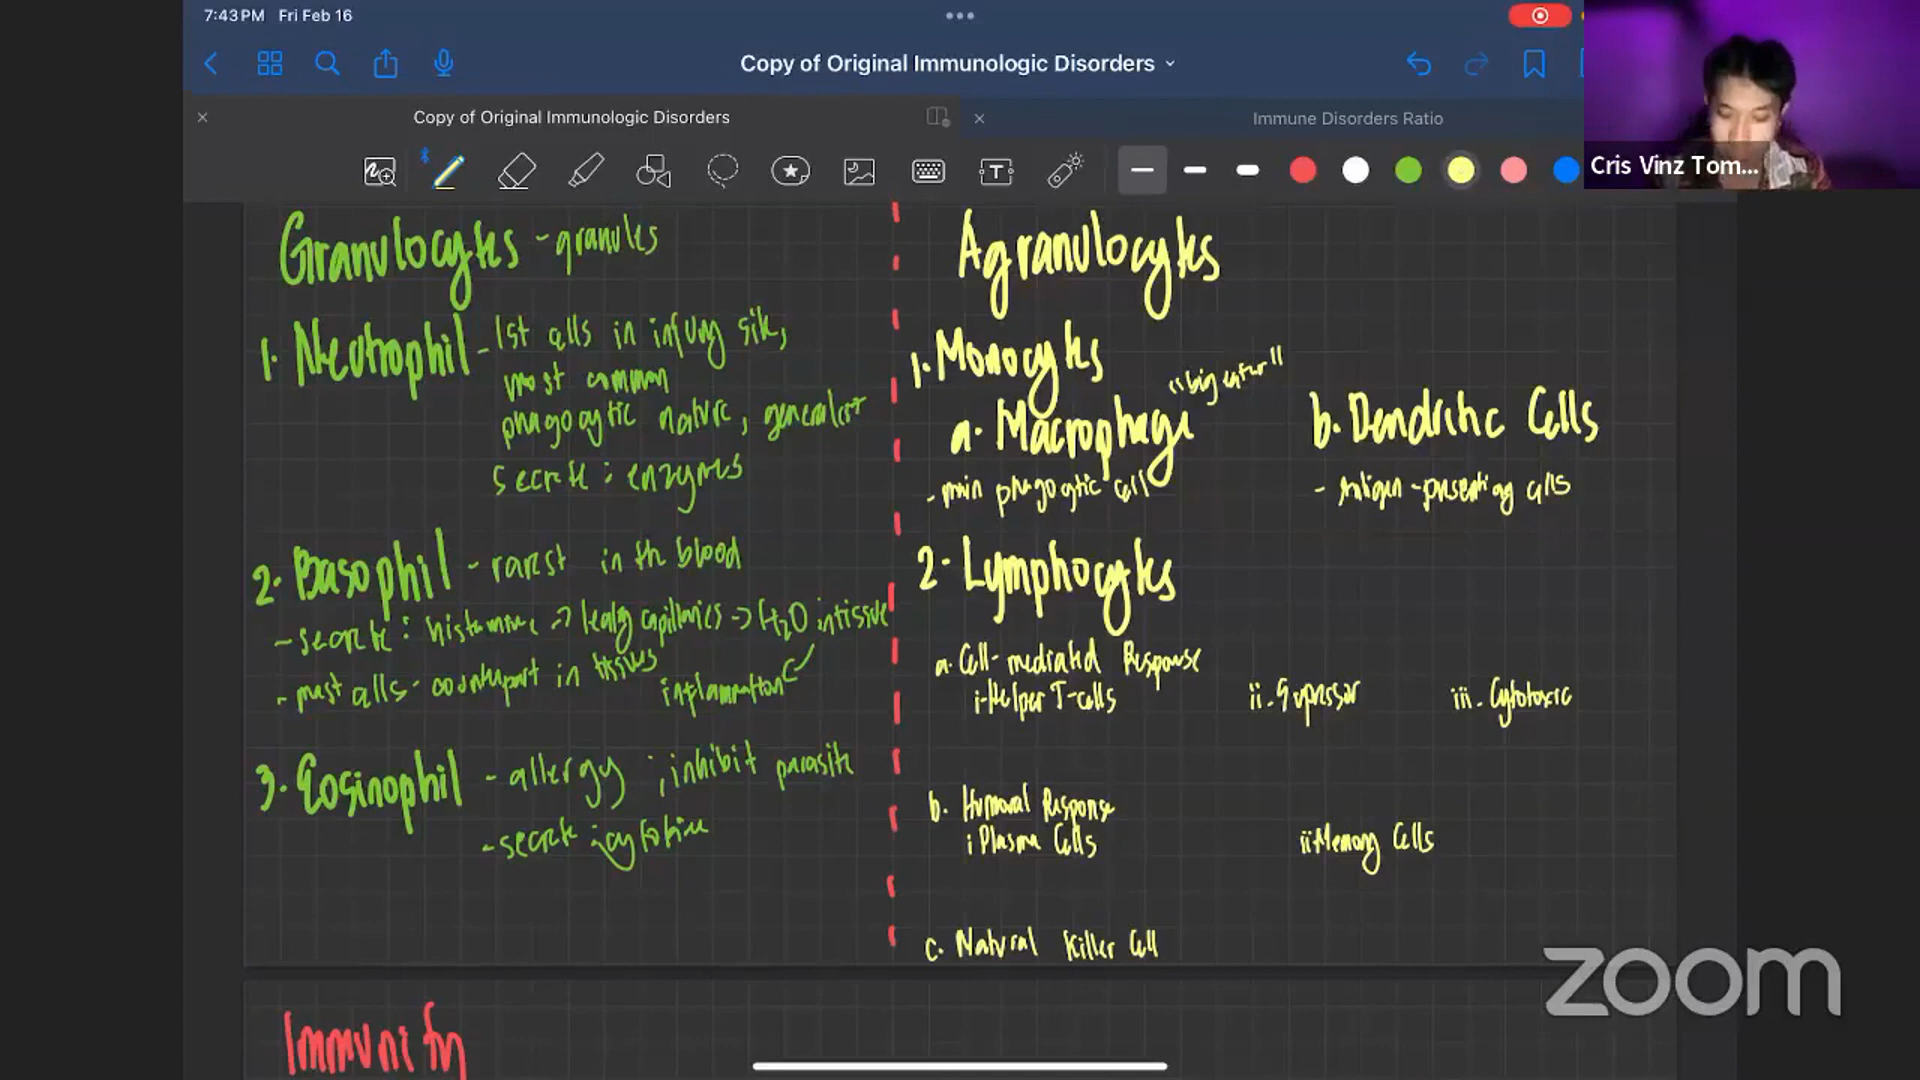 7:43 PM Fri Feb 16
Copy of Original Immunologic Disorders
Copy of Original Immunologic Disorders
Immune Disorders Ratio
Cris Vinz Tom...
Granulocytes - granules
1. Neutrophil - 1st cells in injury site,
most common
phagocytic nature, generalist
secrete : enzymes
2. Basophil - rarest in the blood
- secrete : histamine -> leaky capillaries -> H2O in tissue
- mast cells - counterpart in tissues
inflammation
3. Eosinophil - allergy ; inhibit parasite
- secrete : cytokine
Agranulocytes
1. Monocytes
a. Macrophage "big eater"
- main phagocytic cell
b. Dendritic Cells
- Antigen - presenting cells
2. Lymphocytes
a. Cell-mediated Response
i. Helper T-cells
ii. Supressor
iii. Cytotoxic
b. Humoral Response
i Plasma Cells
ii Memory Cells
c. Natural Killer Cell
Immunity
zoom